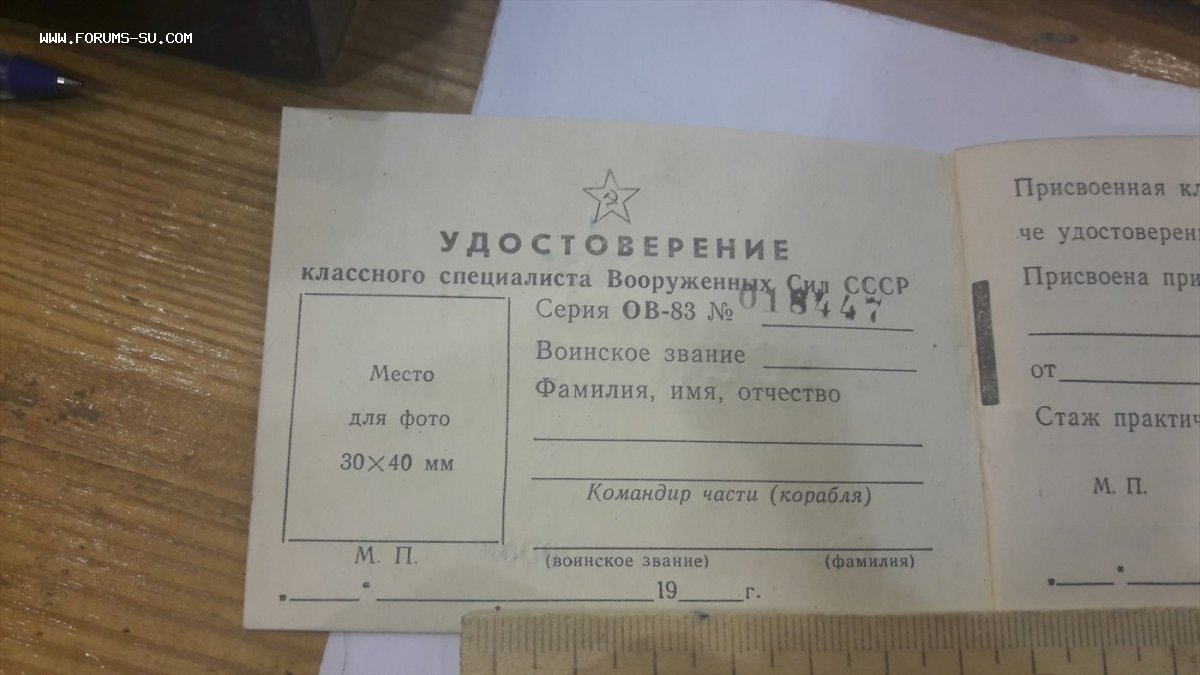 WWW.FORUMS-SU.COM
УДОСТОВЕРЕНИЕ
классного специалиста Вооруженных Сил СССР
Серия ОВ-83 № 018447
Воинское звание
Фамилия, имя, отчество
Место
для фото
30×40 мм
Командир части (корабля)
М. П.
(воинское звание) (фамилия)
„ “ 19 г.
Присвоенная кл
че удостоверен
Присвоена при
от
Стаж практич
М. П.
„ “